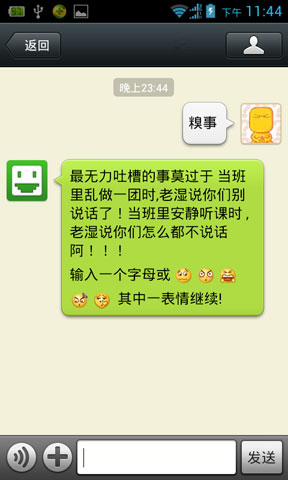 下午 11:44
返回
晚上23:44
糗事
最无力吐槽的事莫过于 当班
里乱做一团时,老湿说你们别
说话了！当班里安静听课时,
老湿说你们怎么都不说话
阿！！！
输入一个字母或
其中一表情继续!
发送